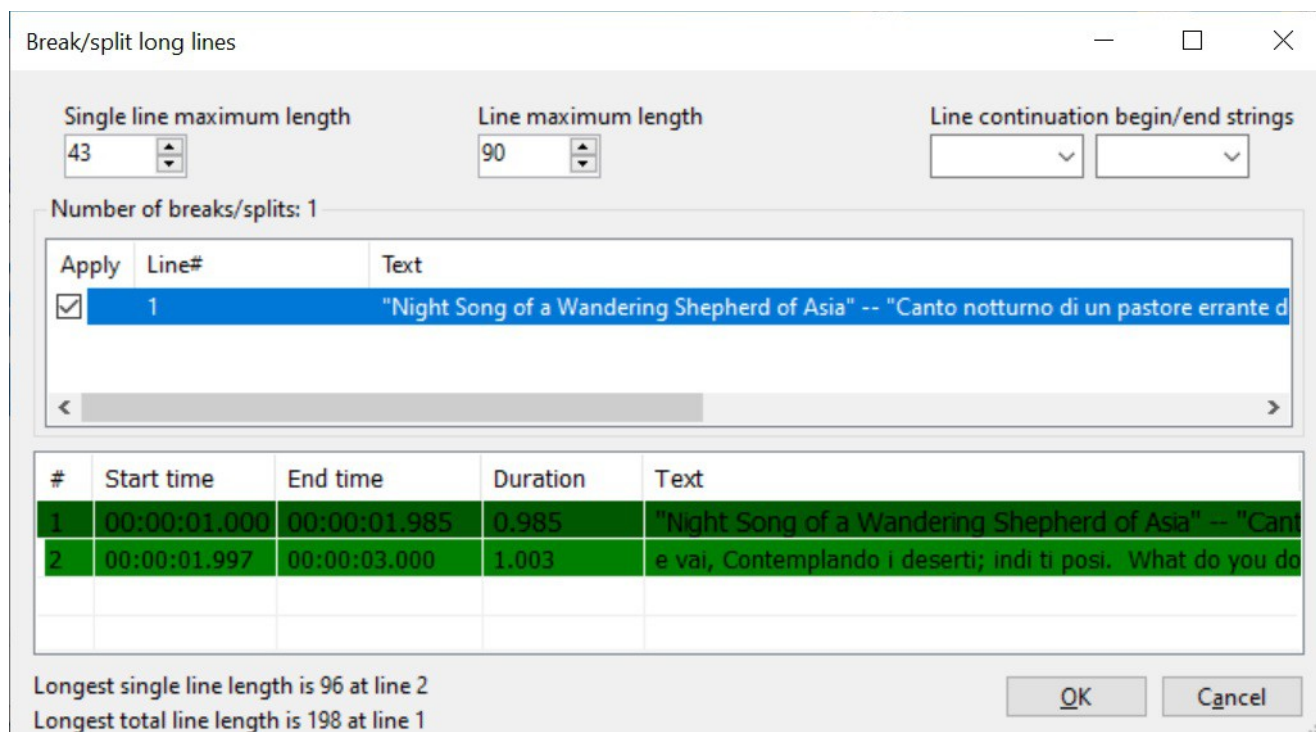 Break/split long lines
Single line maximum length Line maximum length Line continuation begin/end strings
43 90
Number of breaks/splits: 1
Apply Line# Text
1 "Night Song of a Wandering Shepherd of Asia" -- "Canto notturno di un pastore errante d
# Start time End time Duration Text
1 00:00:01.000 00:00:01.985 0.985 "Night Song of a Wandering Shepherd of Asia" -- "Cant
2 00:00:01.997 00:00:03.000 1.003 e vai, Contemplando i deserti; indi ti posi.  What do you do
Longest single line length is 96 at line 2
Longest total line length is 198 at line 1
OK Cancel